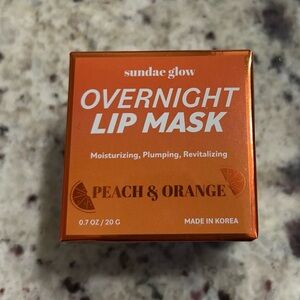 sundae glow
OVERNIGHT
LIP MASK
Moisturizing, Plumping, Revitalizing
PEACH & ORANGE
0.7 OZ / 20 G MADE IN KOREA